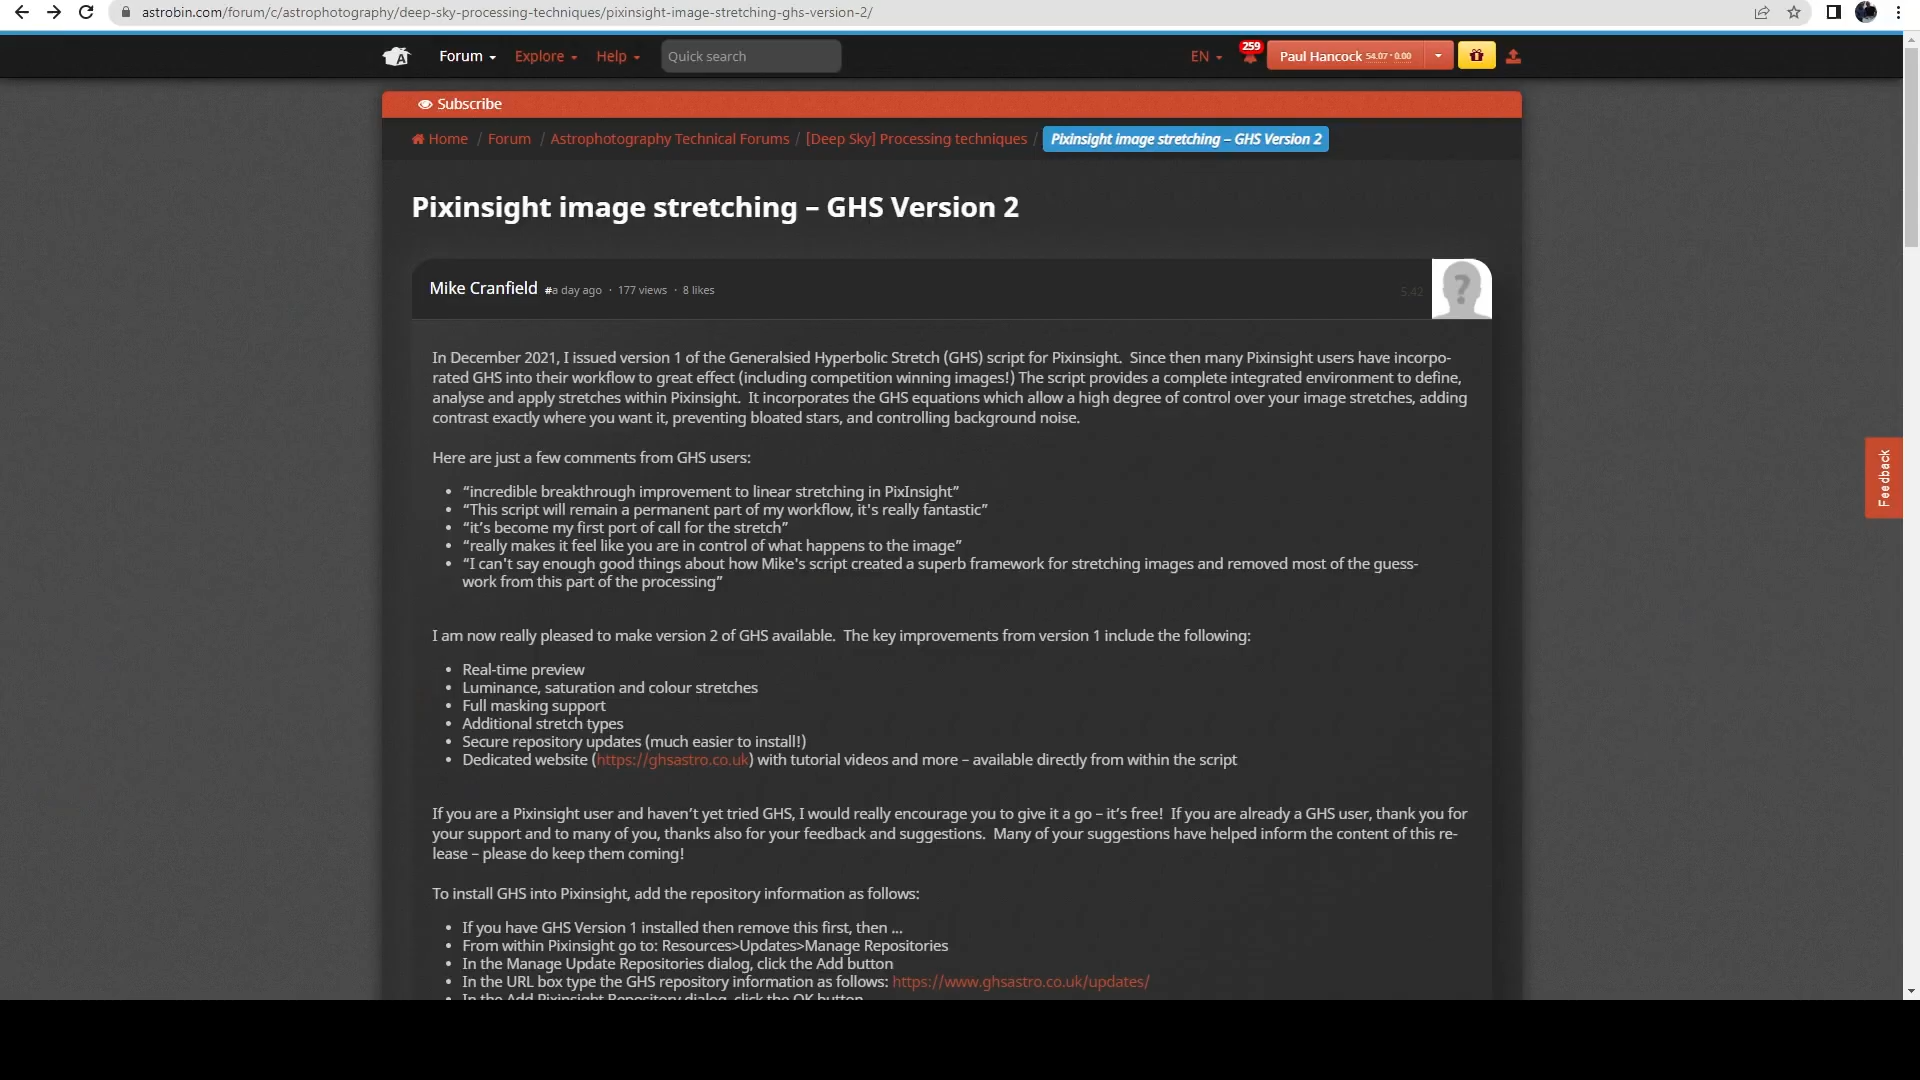 astrobin.com/forum/c/astrophotography/deep-sky-processing-techniques/pixinsight-image-stretching-ghs-version-2/
Forum Explore Help Quick search EN 259 Paul Hancock 54.07 · 0.00
Subscribe
Home / Forum / Astrophotography Technical Forums / [Deep Sky] Processing techniques / Pixinsight image stretching – GHS Version 2
Pixinsight image stretching – GHS Version 2
Mike Cranfield #a day ago · 177 views · 8 likes 5.42
In December 2021, I issued version 1 of the Generalsied Hyperbolic Stretch (GHS) script for Pixinsight. Since then many Pixinsight users have incorpo-
rated GHS into their workflow to great effect (including competition winning images!) The script provides a complete integrated environment to define,
analyse and apply stretches within Pixinsight. It incorporates the GHS equations which allow a high degree of control over your image stretches, adding
contrast exactly where you want it, preventing bloated stars, and controlling background noise.
Here are just a few comments from GHS users:
• “incredible breakthrough improvement to linear stretching in PixInsight”
• “This script will remain a permanent part of my workflow, it's really fantastic”
• “it’s become my first port of call for the stretch”
• “really makes it feel like you are in control of what happens to the image”
• “I can't say enough good things about how Mike's script created a superb framework for stretching images and removed most of the guess-
work from this part of the processing”
I am now really pleased to make version 2 of GHS available. The key improvements from version 1 include the following:
• Real-time preview
• Luminance, saturation and colour stretches
• Full masking support
• Additional stretch types
• Secure repository updates (much easier to install!)
• Dedicated website (https://ghsastro.co.uk) with tutorial videos and more – available directly from within the script
Feedback
If you are a Pixinsight user and haven’t yet tried GHS, I would really encourage you to give it a go – it’s free! If you are already a GHS user, thank you for
your support and to many of you, thanks also for your feedback and suggestions. Many of your suggestions have helped inform the content of this re-
lease – please do keep them coming!
To install GHS into Pixinsight, add the repository information as follows:
• If you have GHS Version 1 installed then remove this first, then ...
• From within Pixinsight go to: Resources>Updates>Manage Repositories
• In the Manage Update Repositories dialog, click the Add button
• In the URL box type the GHS repository information as follows: https://www.ghsastro.co.uk/updates/
• In the Add Pixinsight Repository dialog, click the OK button